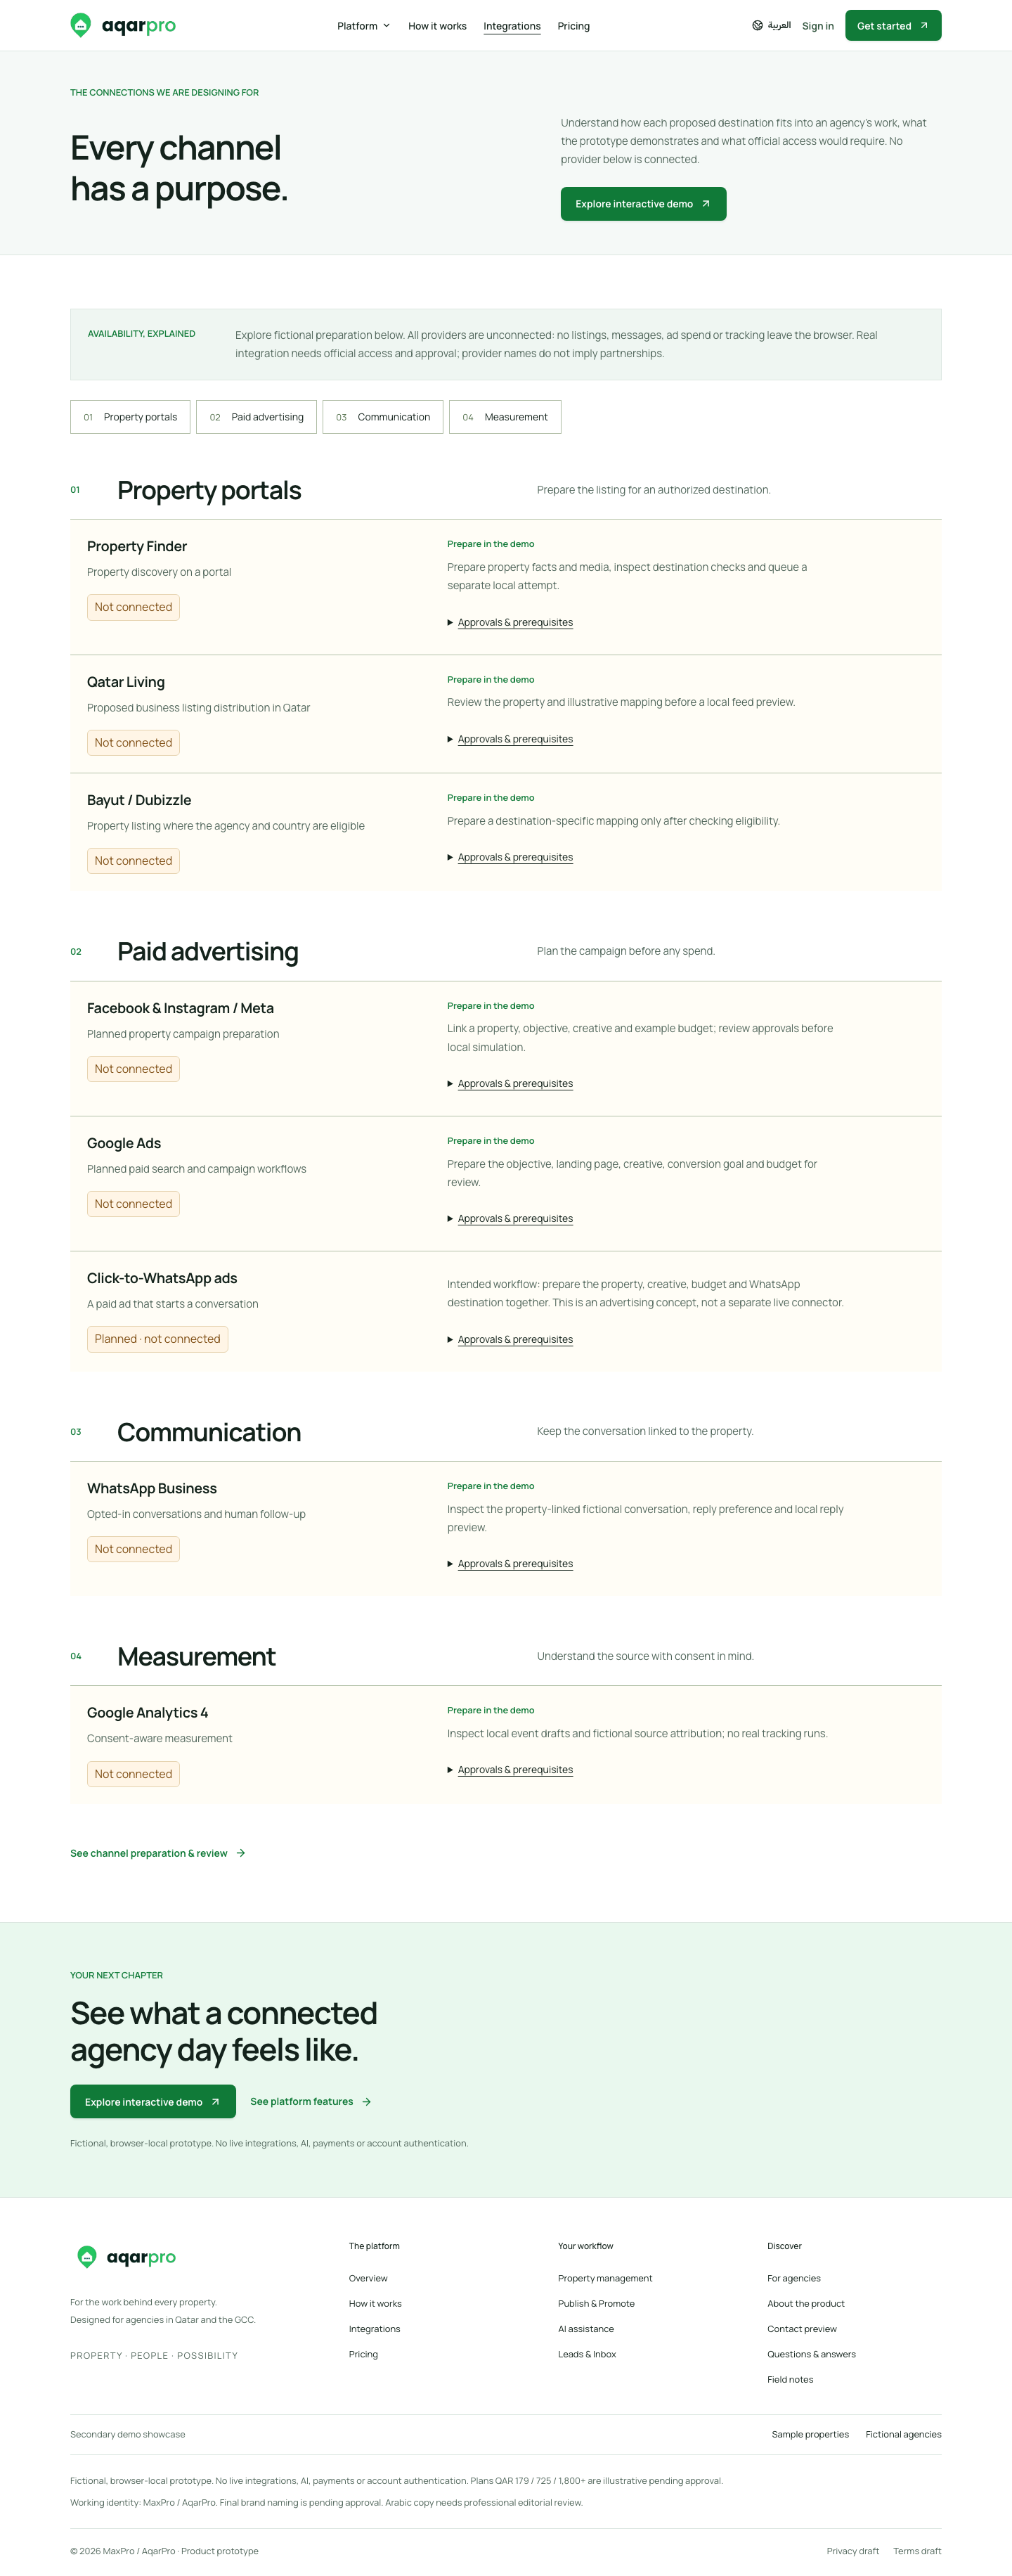 aqarpro
Platform
How it works
Integrations
Pricing
العربية
Sign in
Get started
THE CONNECTIONS WE ARE DESIGNING FOR
Every channel
has a purpose.
Understand how each proposed destination fits into an agency's work, what
the prototype demonstrates and what official access would require. No
provider below is connected.
Explore interactive demo
AVAILABILITY, EXPLAINED
Explore fictional preparation below. All providers are unconnected: no listings, messages, ad spend or tracking leave the browser. Real
integration needs official access and approval; provider names do not imply partnerships.
01 Property portals
02 Paid advertising
03 Communication
04 Measurement
01 Property portals
Prepare the listing for an authorized destination.
Property Finder
Property discovery on a portal
Not connected
Prepare in the demo
Prepare property facts and media, inspect destination checks and queue a
separate local attempt.
Approvals & prerequisites
Qatar Living
Proposed business listing distribution in Qatar
Not connected
Prepare in the demo
Review the property and illustrative mapping before a local feed preview.
Approvals & prerequisites
Bayut / Dubizzle
Property listing where the agency and country are eligible
Not connected
Prepare in the demo
Prepare a destination-specific mapping only after checking eligibility.
Approvals & prerequisites
02 Paid advertising
Plan the campaign before any spend.
Facebook & Instagram / Meta
Planned property campaign preparation
Not connected
Prepare in the demo
Link a property, objective, creative and example budget; review approvals before
local simulation.
Approvals & prerequisites
Google Ads
Planned paid search and campaign workflows
Not connected
Prepare in the demo
Prepare the objective, landing page, creative, conversion goal and budget for
review.
Approvals & prerequisites
Click-to-WhatsApp ads
A paid ad that starts a conversation
Planned · not connected
Intended workflow: prepare the property, creative, budget and WhatsApp
destination together. This is an advertising concept, not a separate live connector.
Approvals & prerequisites
03 Communication
Keep the conversation linked to the property.
WhatsApp Business
Opted-in conversations and human follow-up
Not connected
Prepare in the demo
Inspect the property-linked fictional conversation, reply preference and local reply
preview.
Approvals & prerequisites
04 Measurement
Understand the source with consent in mind.
Google Analytics 4
Consent-aware measurement
Not connected
Prepare in the demo
Inspect local event drafts and fictional source attribution; no real tracking runs.
Approvals & prerequisites
See channel preparation & review
YOUR NEXT CHAPTER
See what a connected
agency day feels like.
Explore interactive demo
See platform features
Fictional, browser-local prototype. No live integrations, AI, payments or account authentication.
aqarpro
For the work behind every property.
Designed for agencies in Qatar and the GCC.
PROPERTY · PEOPLE · POSSIBILITY
The platform
Overview
How it works
Integrations
Pricing
Your workflow
Property management
Publish & Promote
AI assistance
Leads & Inbox
Discover
For agencies
About the product
Contact preview
Questions & answers
Field notes
Secondary demo showcase
Sample properties
Fictional agencies
Fictional, browser-local prototype. No live integrations, AI, payments or account authentication. Plans QAR 179 / 725 / 1,800+ are illustrative pending approval.
Working identity: MaxPro / AqarPro. Final brand naming is pending approval. Arabic copy needs professional editorial review.
© 2026 MaxPro / AqarPro · Product prototype
Privacy draft
Terms draft